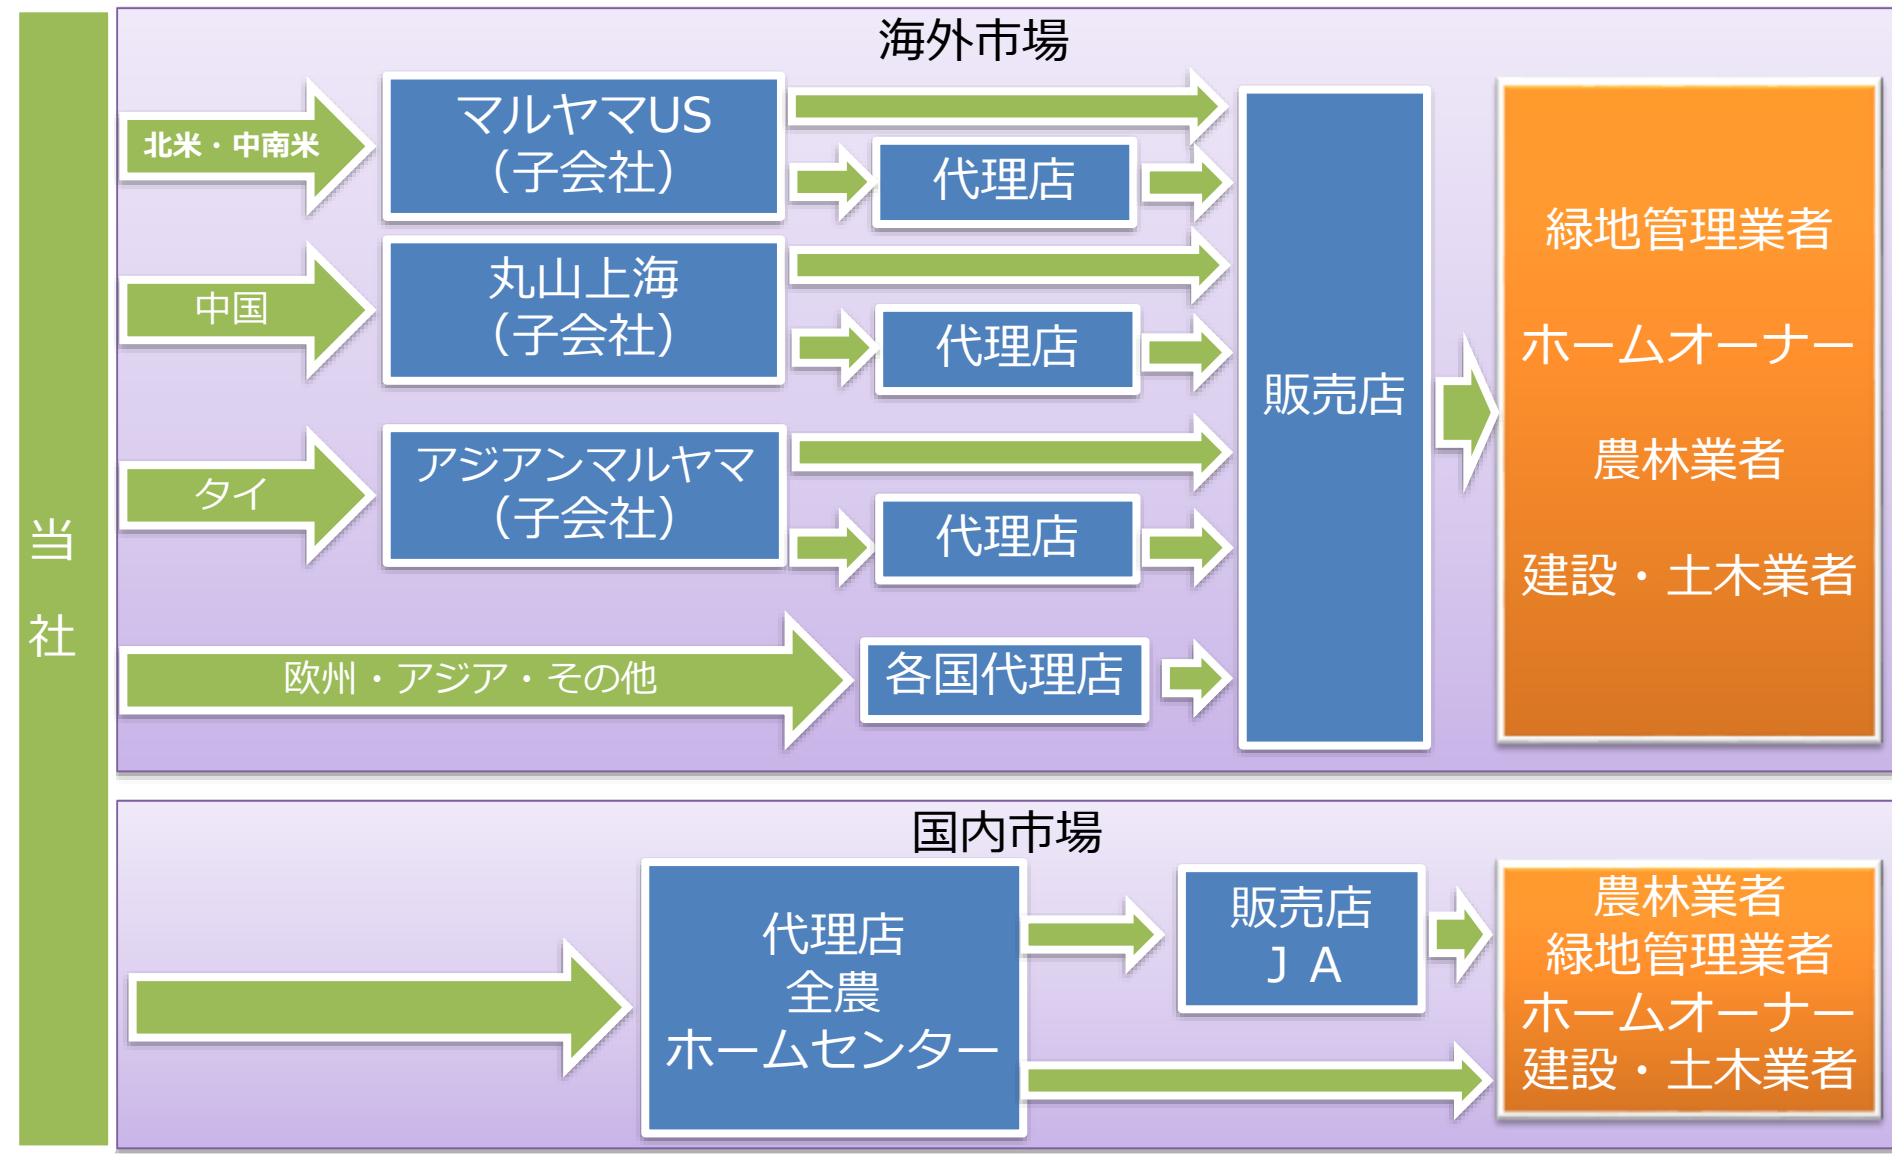 当
社
海外市場
北米・中南米
マルヤマUS
（子会社）
代理店
中国
丸山上海
（子会社）
代理店
タイ
アジアンマルヤマ
（子会社）
代理店
欧州・アジア・その他
各国代理店
販売店
緑地管理業者
ホームオーナー
農林業者
建設・土木業者
国内市場
代理店
全農
ホームセンター
販売店
ＪＡ
農林業者
緑地管理業者
ホームオーナー
建設・土木業者